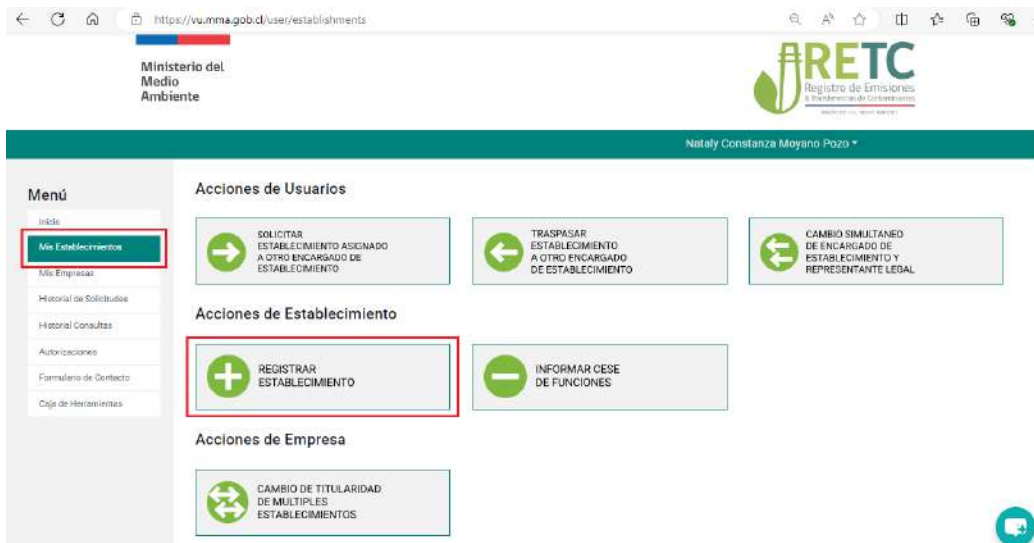 https://vu.mma.gob.cl/user/establishments
Ministerio del
Medio
Ambiente
RETC
Registro de Emisiones
& Transferencias de Contaminantes
Nataly Constanza Moyano Pozo
Menú
Inicio
Mis Establecimientos
Mis Empresas
Historial de Solicitudes
Historial Consultas
Autorizaciones
Formulario de Contacto
Caja de Herramientas
Acciones de Usuarios
SOLICITAR
ESTABLECIMIENTO ASIGNADO
A OTRO ENCARGADO DE
ESTABLECIMIENTO
TRASPASAR
ESTABLECIMIENTO
A OTRO ENCARGADO
DE ESTABLECIMIENTO
CAMBIO SIMULTANEO
DE ENCARGADO DE
ESTABLECIMIENTO Y
REPRESENTANTE LEGAL
Acciones de Establecimiento
REGISTRAR
ESTABLECIMIENTO
INFORMAR CESE
DE FUNCIONES
Acciones de Empresa
CAMBIO DE TITULARIDAD
DE MULTIPLES
ESTABLECIMIENTOS